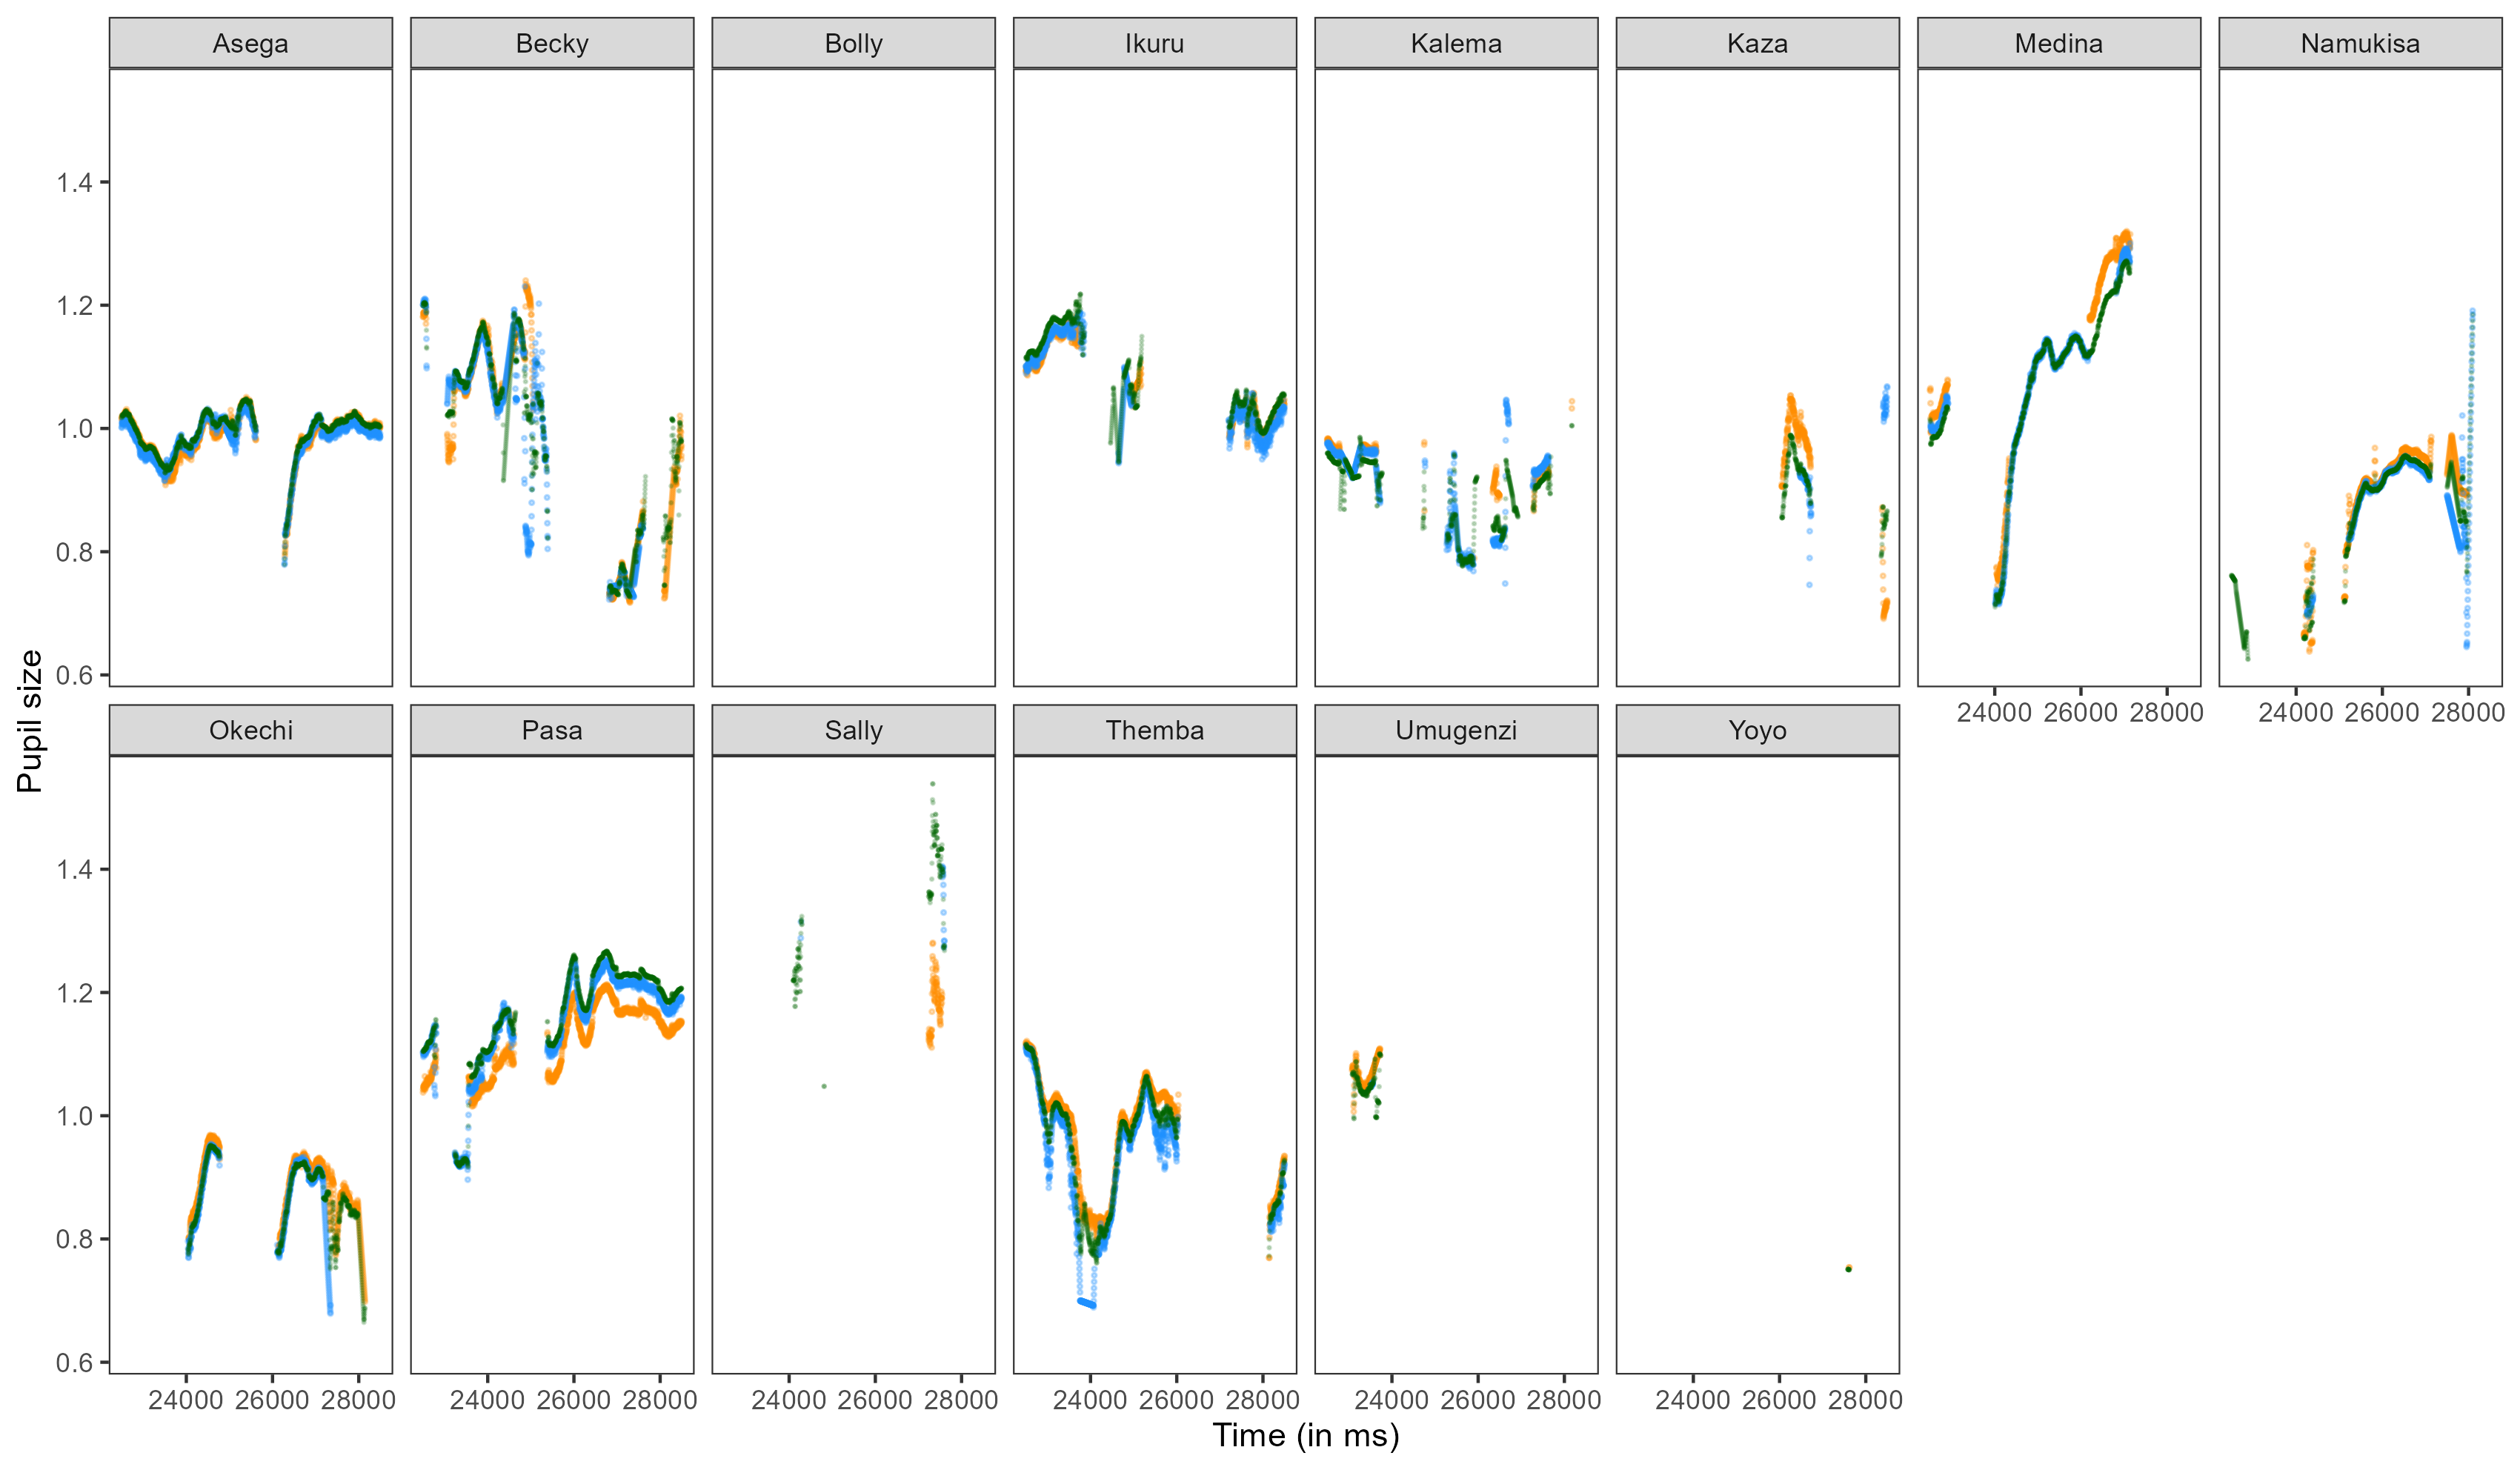 Asega Becky Bolly Ikuru Kalema Kaza Medina Namukisa
1.4
1.2
1.0
0.8
0.6
24000 26000 28000 24000 26000 28000
Pupil size
Okechi Pasa Sally Themba Umugenzi Yoyo
1.4
1.2
1.0
0.8
0.6
24000 26000 28000 24000 26000 28000 24000 26000 28000 24000 26000 28000 24000 26000 28000 24000 26000 28000
Time (in ms)